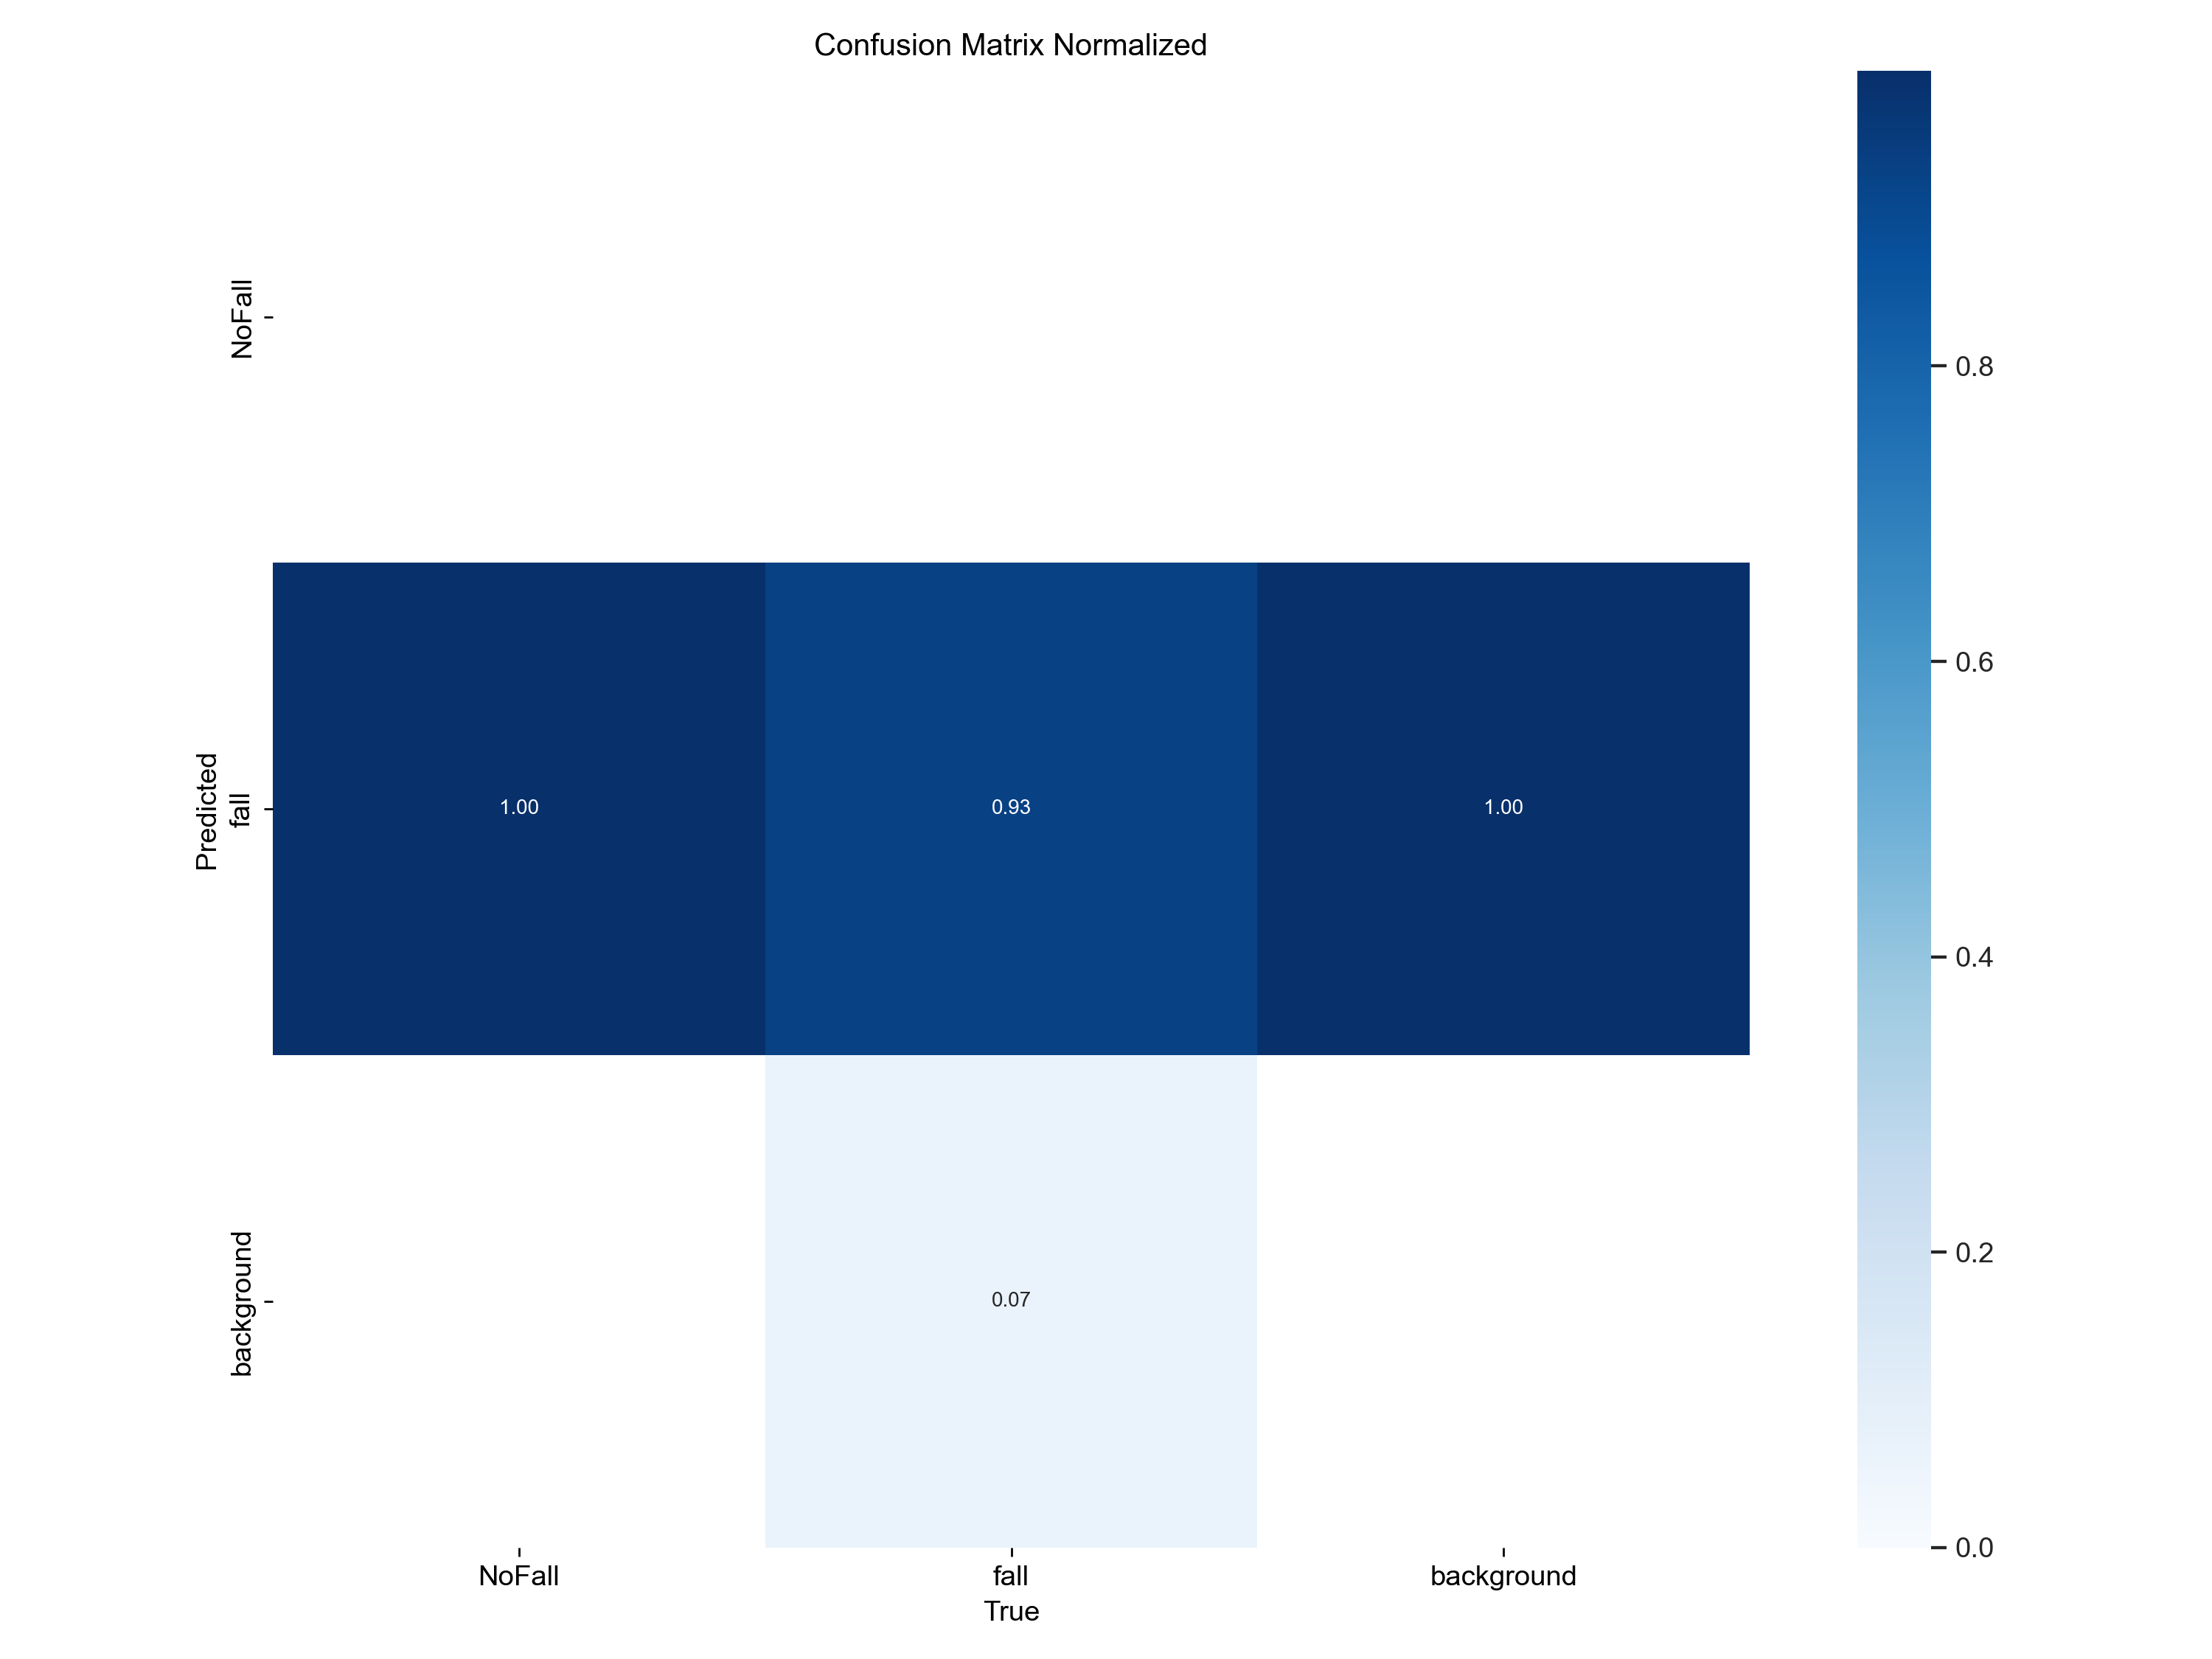 Confusion Matrix Normalized
NoFall
fall
background
Predicted
1.00
0.93
1.00
0.07
NoFall
fall
background
True
0.8
0.6
0.4
0.2
0.0